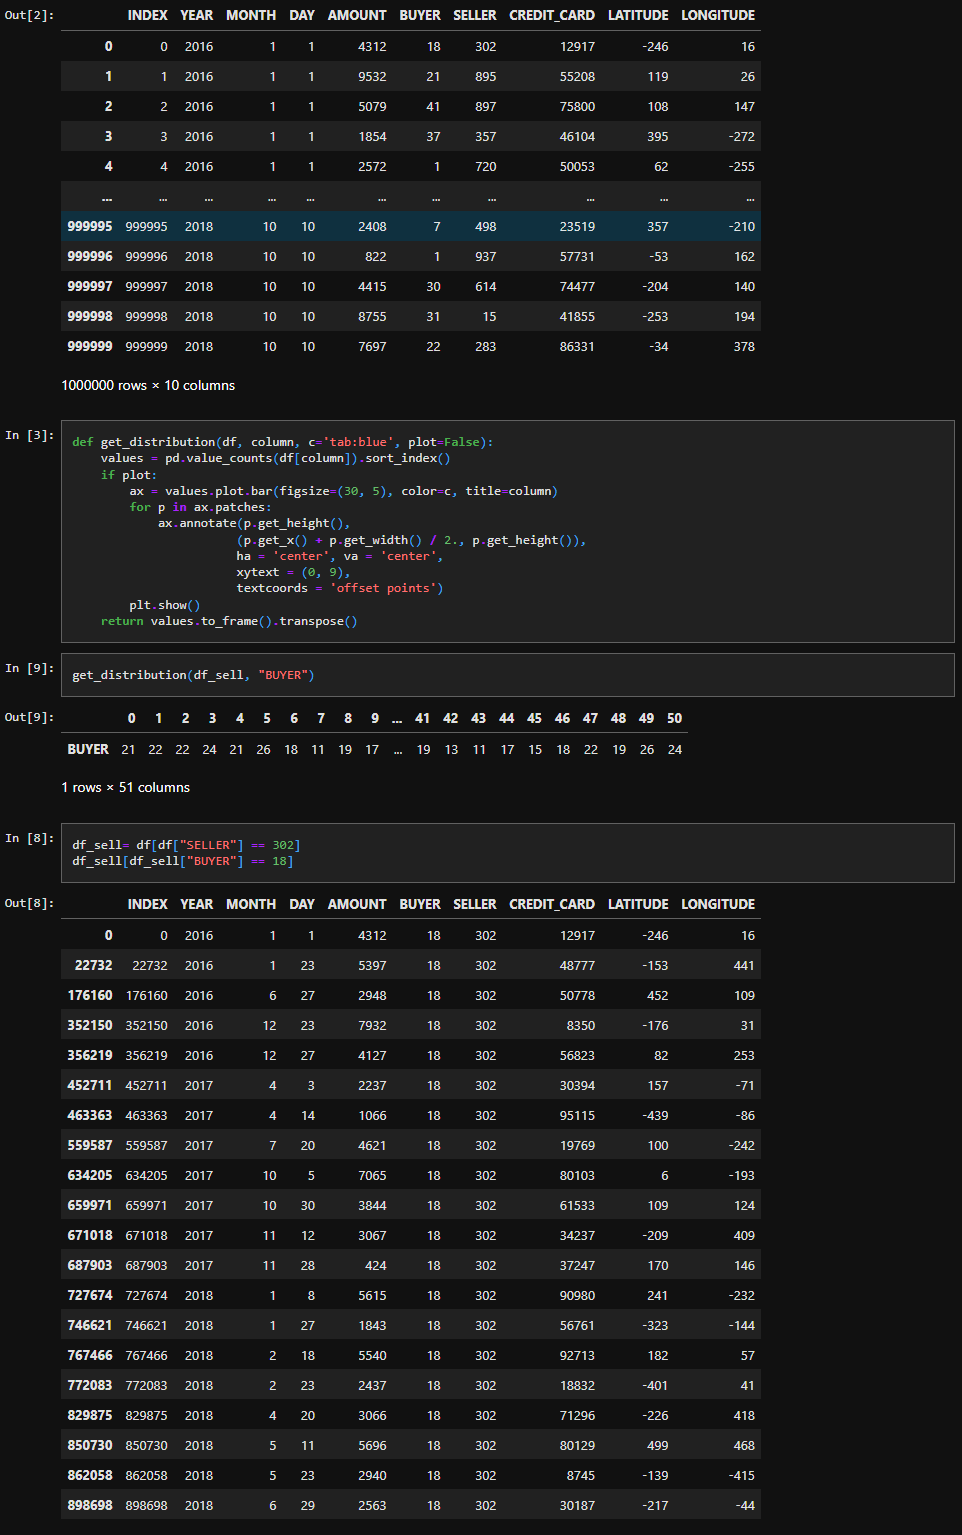 Out[2]:
INDEX YEAR MONTH DAY AMOUNT BUYER SELLER CREDIT_CARD LATITUDE LONGITUDE
0 0 2016 1 1 4312 18 302 12917 -246 16
1 1 2016 1 1 9532 21 895 55208 119 26
2 2 2016 1 1 5079 41 897 75800 108 147
3 3 2016 1 1 1854 37 357 46104 395 -272
4 4 2016 1 1 2572 1 720 50053 62 -255
... ... ... ... ... ... ... ... ... ... ...
999995 999995 2018 10 10 2408 7 498 23519 357 -210
999996 999996 2018 10 10 822 1 937 57731 -53 162
999997 999997 2018 10 10 4415 30 614 74477 -204 140
999998 999998 2018 10 10 8755 31 15 41855 -253 194
999999 999999 2018 10 10 7697 22 283 86331 -34 378
1000000 rows × 10 columns
In [3]:
def get_distribution(df, column, c='tab:blue', plot=False):
    values = pd.value_counts(df[column]).sort_index()
    if plot:
        ax = values.plot.bar(figsize=(30, 5), color=c, title=column)
        for p in ax.patches:
            ax.annotate(p.get_height(),
                       (p.get_x() + p.get_width() / 2., p.get_height()),
                       ha = 'center', va = 'center',
                       xytext = (0, 9),
                       textcoords = 'offset points')
        plt.show()
    return values.to_frame().transpose()
In [9]:
get_distribution(df_sell, "BUYER")
Out[9]:
0 1 2 3 4 5 6 7 8 9 ... 41 42 43 44 45 46 47 48 49 50
BUYER 21 22 22 24 21 26 18 11 19 17 ... 19 13 11 17 15 18 22 19 26 24
1 rows × 51 columns
In [8]:
df_sell= df[df["SELLER"] == 302]
df_sell[df_sell["BUYER"] == 18]
Out[8]:
INDEX YEAR MONTH DAY AMOUNT BUYER SELLER CREDIT_CARD LATITUDE LONGITUDE
0 0 2016 1 1 4312 18 302 12917 -246 16
22732 22732 2016 1 23 5397 18 302 48777 -153 441
176160 176160 2016 6 27 2948 18 302 50778 452 109
352150 352150 2016 12 23 7932 18 302 8350 -176 31
356219 356219 2016 12 27 4127 18 302 56823 82 253
452711 452711 2017 4 3 2237 18 302 30394 157 -71
463363 463363 2017 4 14 1066 18 302 95115 -439 -86
559587 559587 2017 7 20 4621 18 302 19769 100 -242
634205 634205 2017 10 5 7065 18 302 80103 6 -193
659971 659971 2017 10 30 3844 18 302 61533 109 124
671018 671018 2017 11 12 3067 18 302 34237 -209 409
687903 687903 2017 11 28 424 18 302 37247 170 146
727674 727674 2018 1 8 5615 18 302 90980 241 -232
746621 746621 2018 1 27 1843 18 302 56761 -323 -144
767466 767466 2018 2 18 5540 18 302 92713 182 57
772083 772083 2018 2 23 2437 18 302 18832 -401 41
829875 829875 2018 4 20 3066 18 302 71296 -226 418
850730 850730 2018 5 11 5696 18 302 80129 499 468
862058 862058 2018 5 23 2940 18 302 8745 -139 -415
898698 898698 2018 6 29 2563 18 302 30187 -217 -44